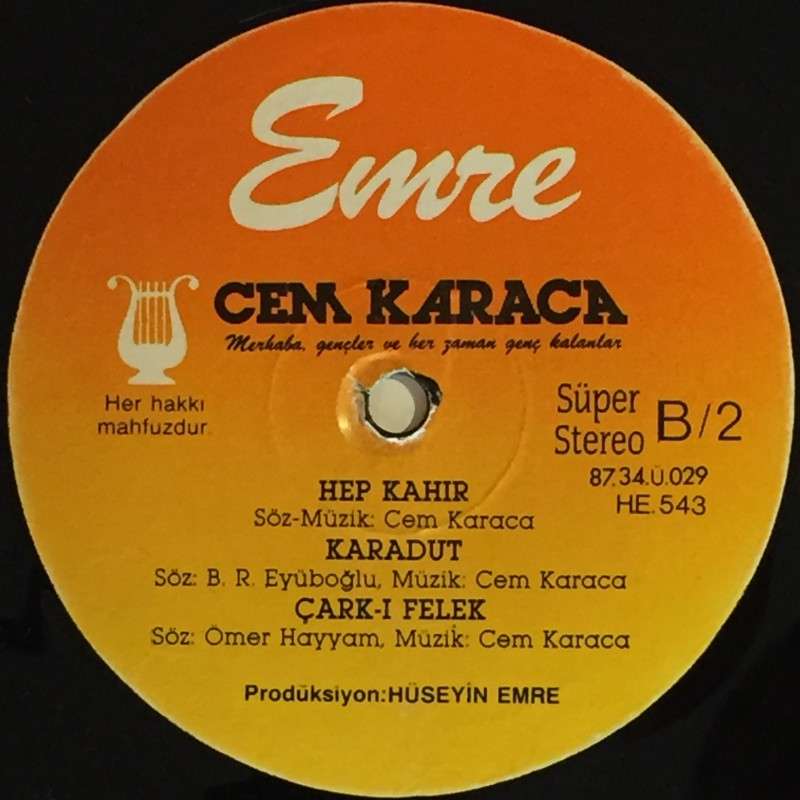 Emre
CEM KARACA
Merhaba, gençler ve her zaman genç kalanlar
Her hakkı
mahfuzdur
Süper
Stereo
B/2
87.34.Ü.029
HE.543
HEP KAHIR
Söz-Müzik: Cem Karaca
KARADUT
Söz: B. R. Eyüboğlu, Müzik: Cem Karaca
ÇARK-I FELEK
Söz: Ömer Hayyam, Müzik: Cem Karaca
Prodüksiyon:HÜSEYİN EMRE